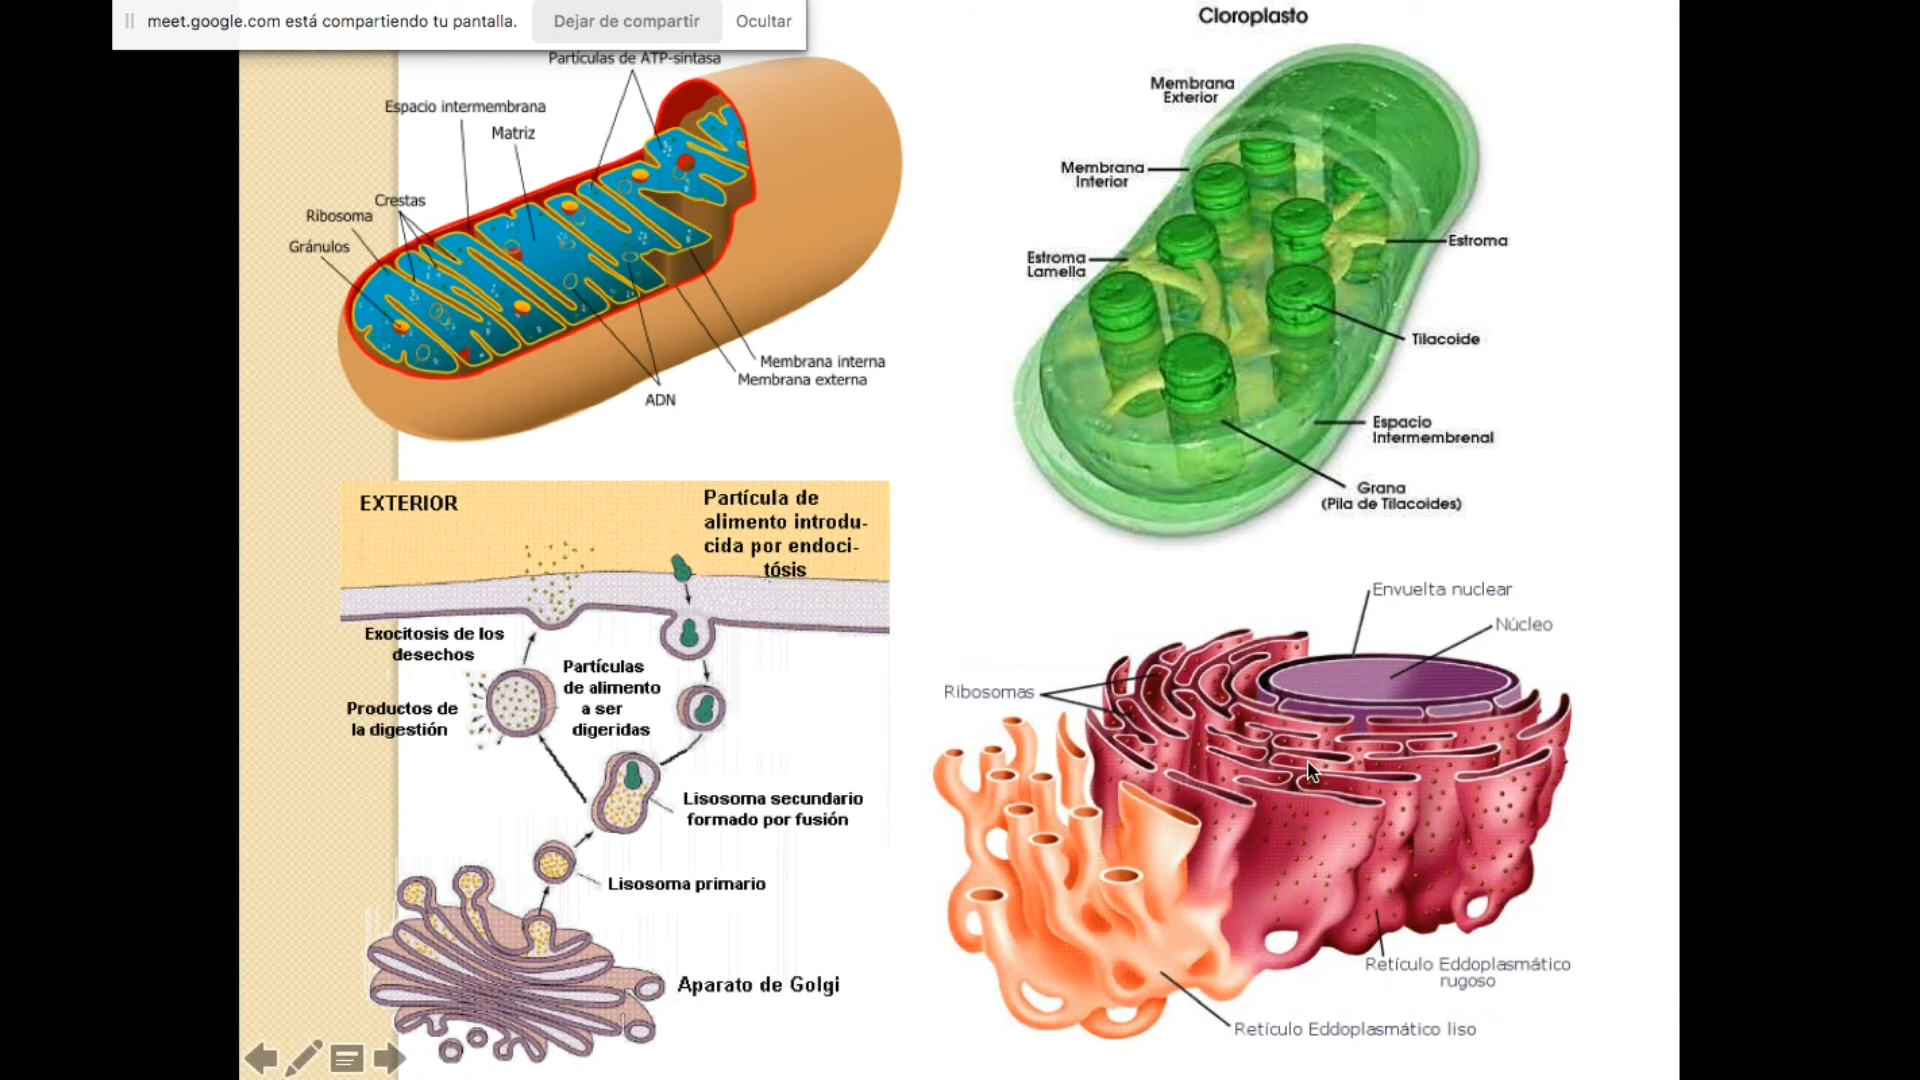 meet.google.com está compartiendo tu pantalla.
Dejar de compartir
Ocultar
Partículas de ATP-sintasa
Espacio intermembrana
Matriz
Crestas
Ribosoma
Gránulos
Membrana interna
Membrana externa
ADN
Cloroplasto
Membrana
Exterior
Membrana
Interior
Estroma
Estroma
Lamella
Tilacoide
Espacio
Intermembrenal
Grana
(Pila de Tilacoides)
EXTERIOR
Partícula de
alimento introdu-
cida por endoci-
tósis
Exocitosis de los
desechos
Partículas
de alimento
a ser
digeridas
Productos de
la digestión
Lisosoma secundario
formado por fusión
Lisosoma primario
Aparato de Golgi
Envuelta nuclear
Núcleo
Ribosomas
Retículo Eddoplasmático
rugoso
Retículo Eddoplasmático liso